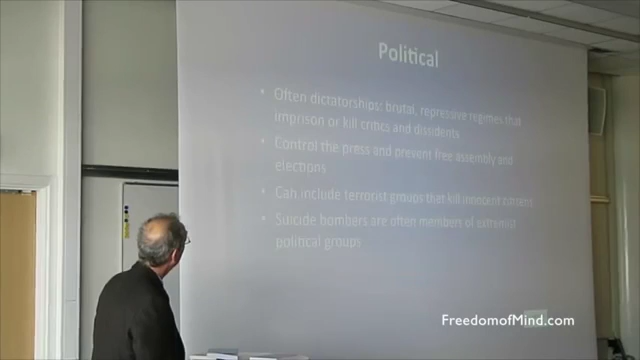 Political
• Often dictatorships: brutal, repressive regimes that
imprison or kill critics and dissidents
• Control the press and prevent free assembly and
elections
• Can include terrorist groups that kill innocent
• Suicide bombers are often members of extremist
political groups
FreedomofMind.com